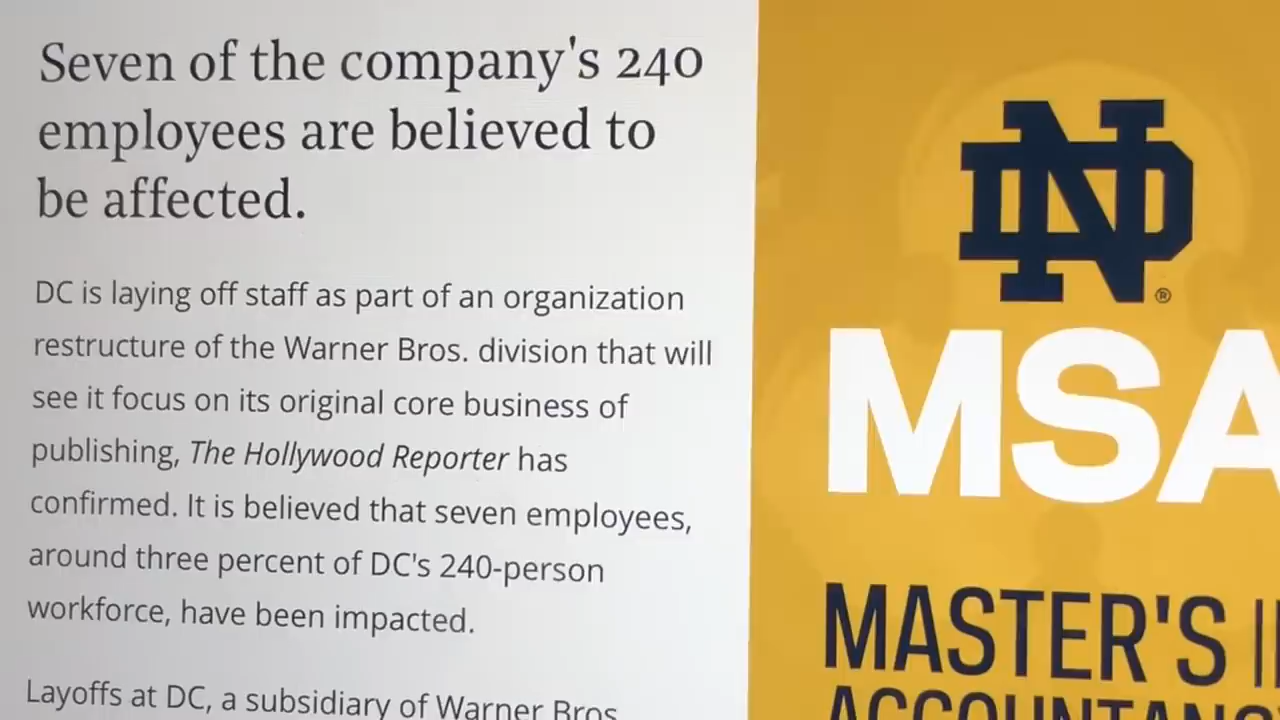 Seven of the company's 240
employees are believed to
be affected.
DC is laying off staff as part of an organization
restructure of the Warner Bros. division that will
see it focus on its original core business of
publishing, The Hollywood Reporter has
confirmed. It is believed that seven employees,
around three percent of DC's 240-person
workforce, have been impacted.
Layoffs at DC, a subsidiary of Warner Bros.
ND
®
MSA
MASTER'S I
ACCOUNTANC